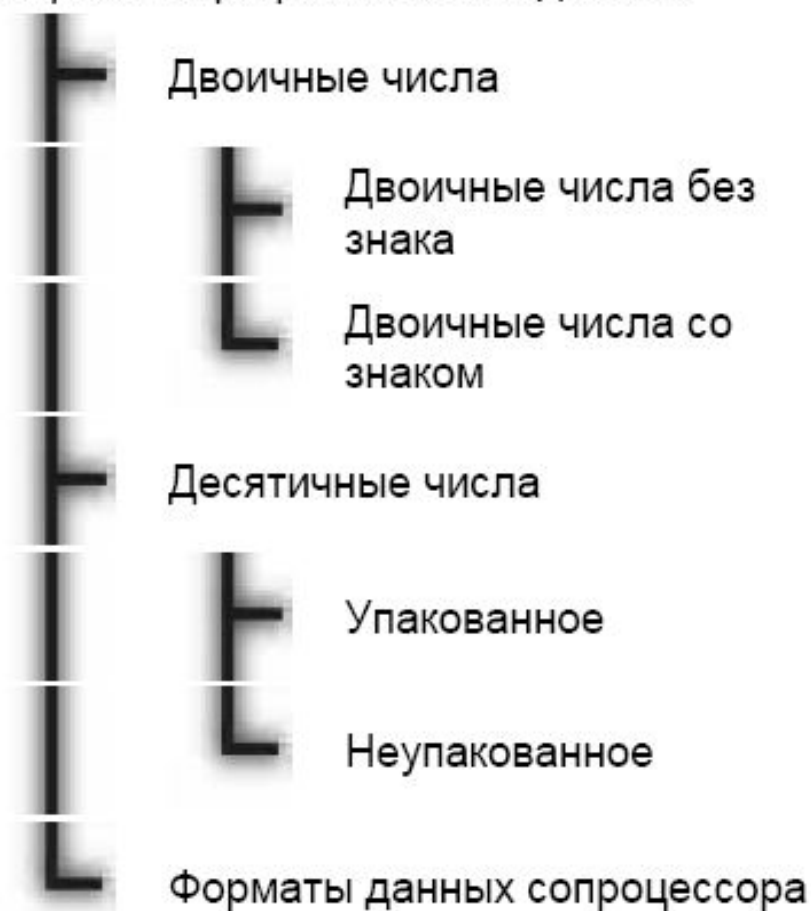 Двоичные числа
Двоичные числа без
знака
Двоичные числа со
знаком
Десятичные числа
Упакованное
Неупакованное
Форматы данных сопроцессора